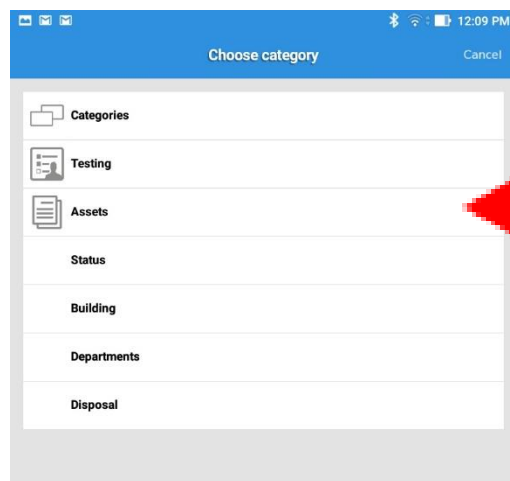 12:09 PM
Choose category
Cancel
Categories
Testing
Assets
Status
Building
Departments
Disposal